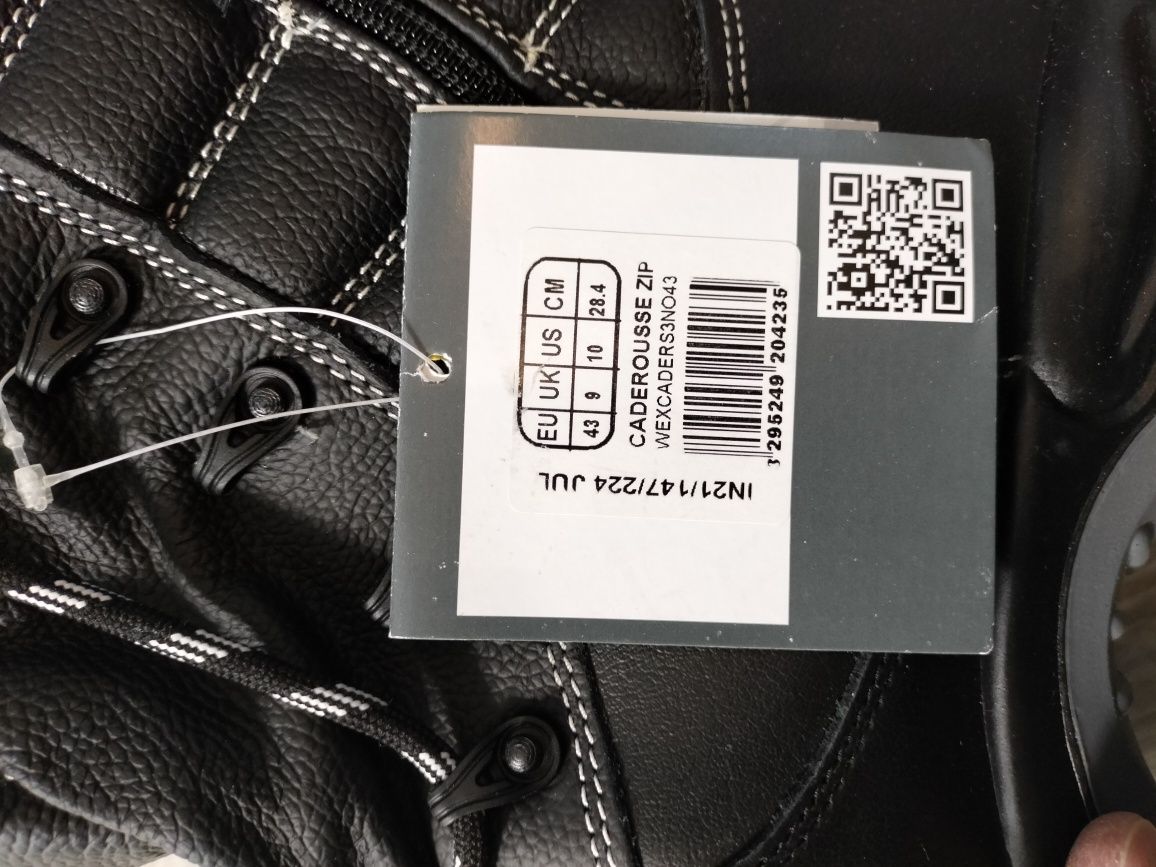 EU UK US CM
43 9 10 28.4
CADEROUSSE ZIP
WEXCADERS3NO43
3 295249 204235
IN21/147/224 JUL